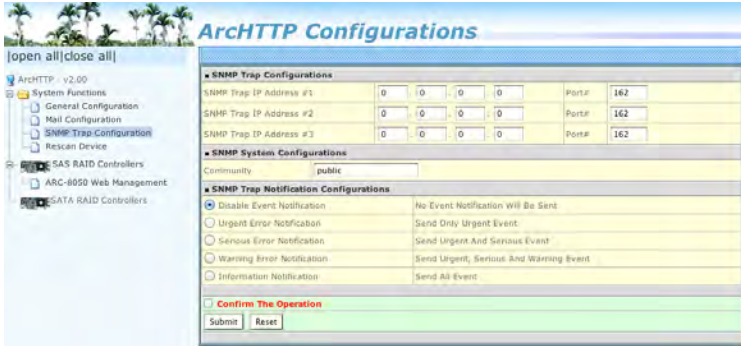 ArcHTTP Configurations
|open all|close all|
ArcHTTP - v2.00
System Functions
General Configuration
Mail Configuration
SNMP Trap Configuration
Rescan Device
SAS RAID Controllers
ARC-8050 Web Management
SATA RAID Controllers
SNMP Trap Configurations
SNMP Trap IP Address #1 0 . 0 . 0 . 0 Port# 162
SNMP Trap IP Address #2 0 . 0 . 0 . 0 Port# 162
SNMP Trap IP Address #3 0 . 0 . 0 . 0 Port# 162
SNMP System Configurations
Community public
SNMP Trap Notification Configurations
Disable Event Notification No Event Notification Will Be Sent
Urgent Error Notification Send Only Urgent Event
Serious Error Notification Send Urgent And Serious Event
Warning Error Notification Send Urgent, Serious And Warning Event
Information Notification Send All Event
Confirm The Operation
Submit Reset